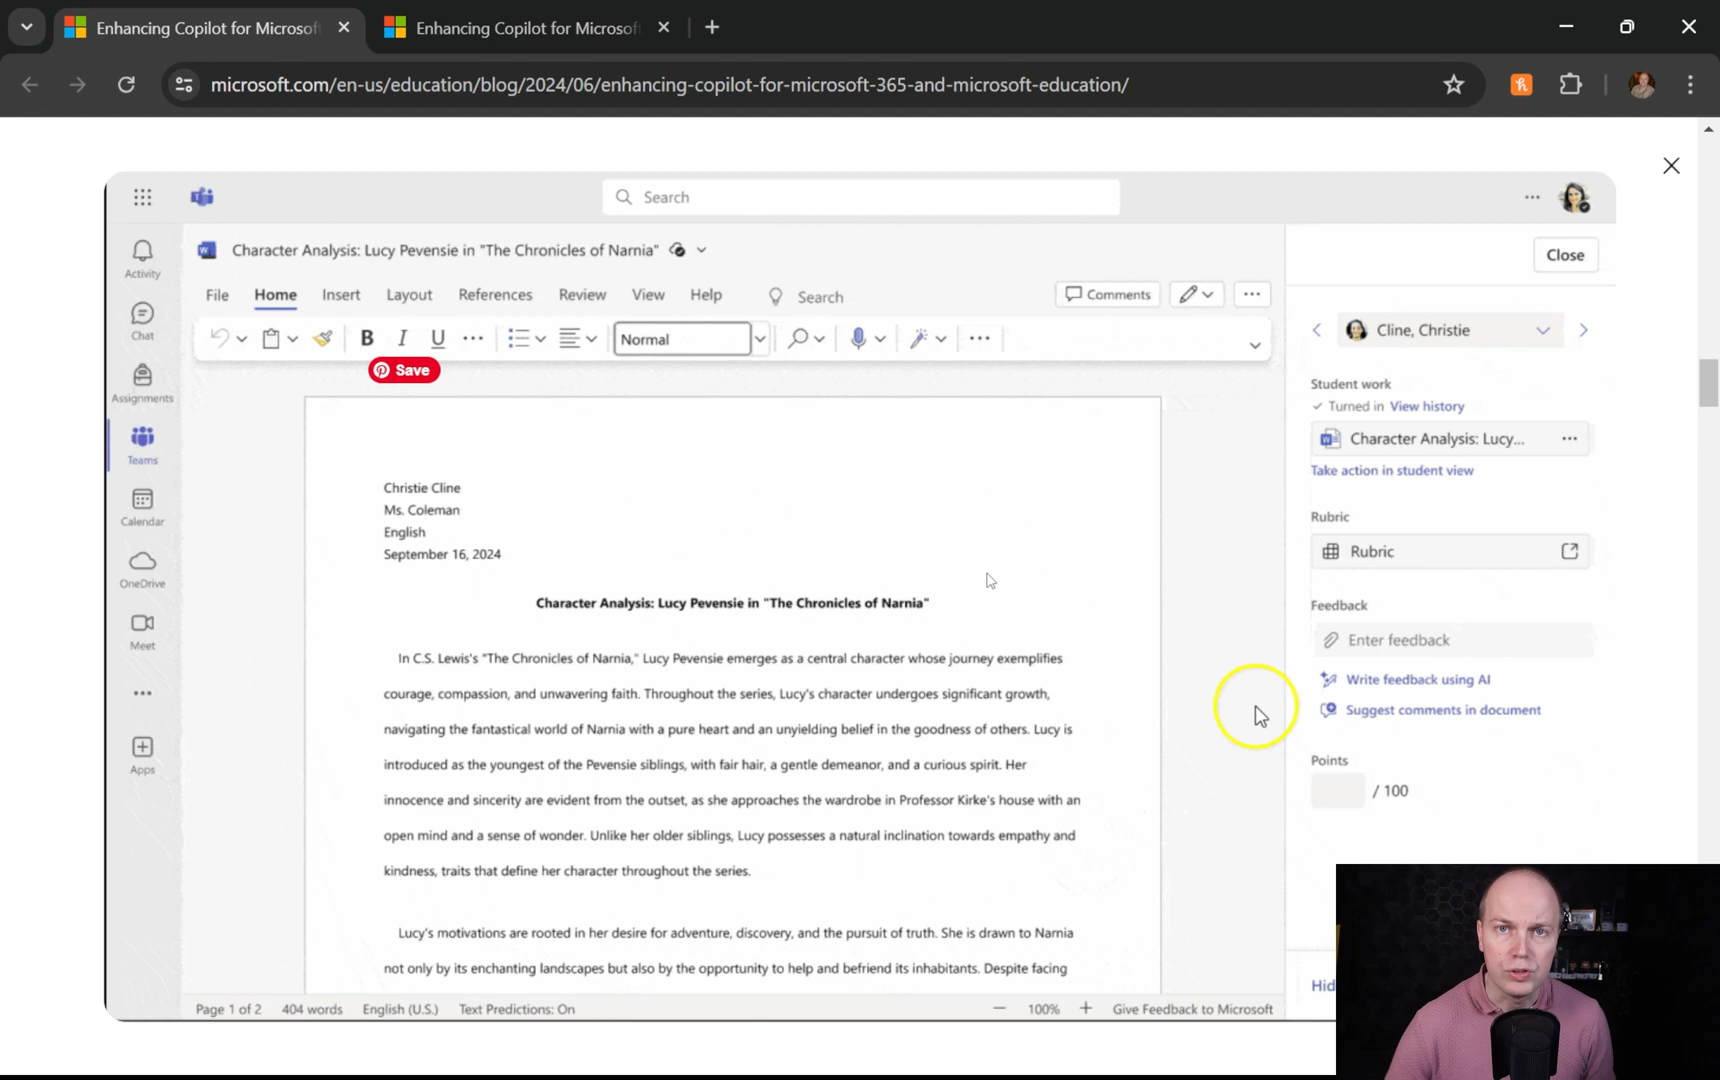 Enhancing Copilot for Microsof
Enhancing Copilot for Microsof
microsoft.com/en-us/education/blog/2024/06/enhancing-copilot-for-microsoft-365-and-microsoft-education/
Search
Character Analysis: Lucy Pevensie in "The Chronicles of Narnia"
Close
File Home Insert Layout References Review View Help Search Comments
Normal
Save
Activity
Chat
Assignments
Teams
Calendar
OneDrive
Meet
Apps
Christie Cline
Ms. Coleman
English
September 16, 2024
Character Analysis: Lucy Pevensie in "The Chronicles of Narnia"
In C.S. Lewis's "The Chronicles of Narnia," Lucy Pevensie emerges as a central character whose journey exemplifies
courage, compassion, and unwavering faith. Throughout the series, Lucy's character undergoes significant growth,
navigating the fantastical world of Narnia with a pure heart and an unyielding belief in the goodness of others. Lucy is
introduced as the youngest of the Pevensie siblings, with fair hair, a gentle demeanor, and a curious spirit. Her
innocence and sincerity are evident from the outset, as she approaches the wardrobe in Professor Kirke's house with an
open mind and a sense of wonder. Unlike her older siblings, Lucy possesses a natural inclination towards empathy and
kindness, traits that define her character throughout the series.
Lucy's motivations are rooted in her desire for adventure, discovery, and the pursuit of truth. She is drawn to Narnia
not only by its enchanting landscapes but also by the opportunity to help and befriend its inhabitants. Despite facing
Page 1 of 2 404 words English (U.S.) Text Predictions: On 100% Give Feedback to Microsoft
Cline, Christie
Student work
Turned in View history
Character Analysis: Lucy...
Take action in student view
Rubric
Rubric
Feedback
Enter feedback
Write feedback using AI
Suggest comments in document
Points
/ 100
Hid